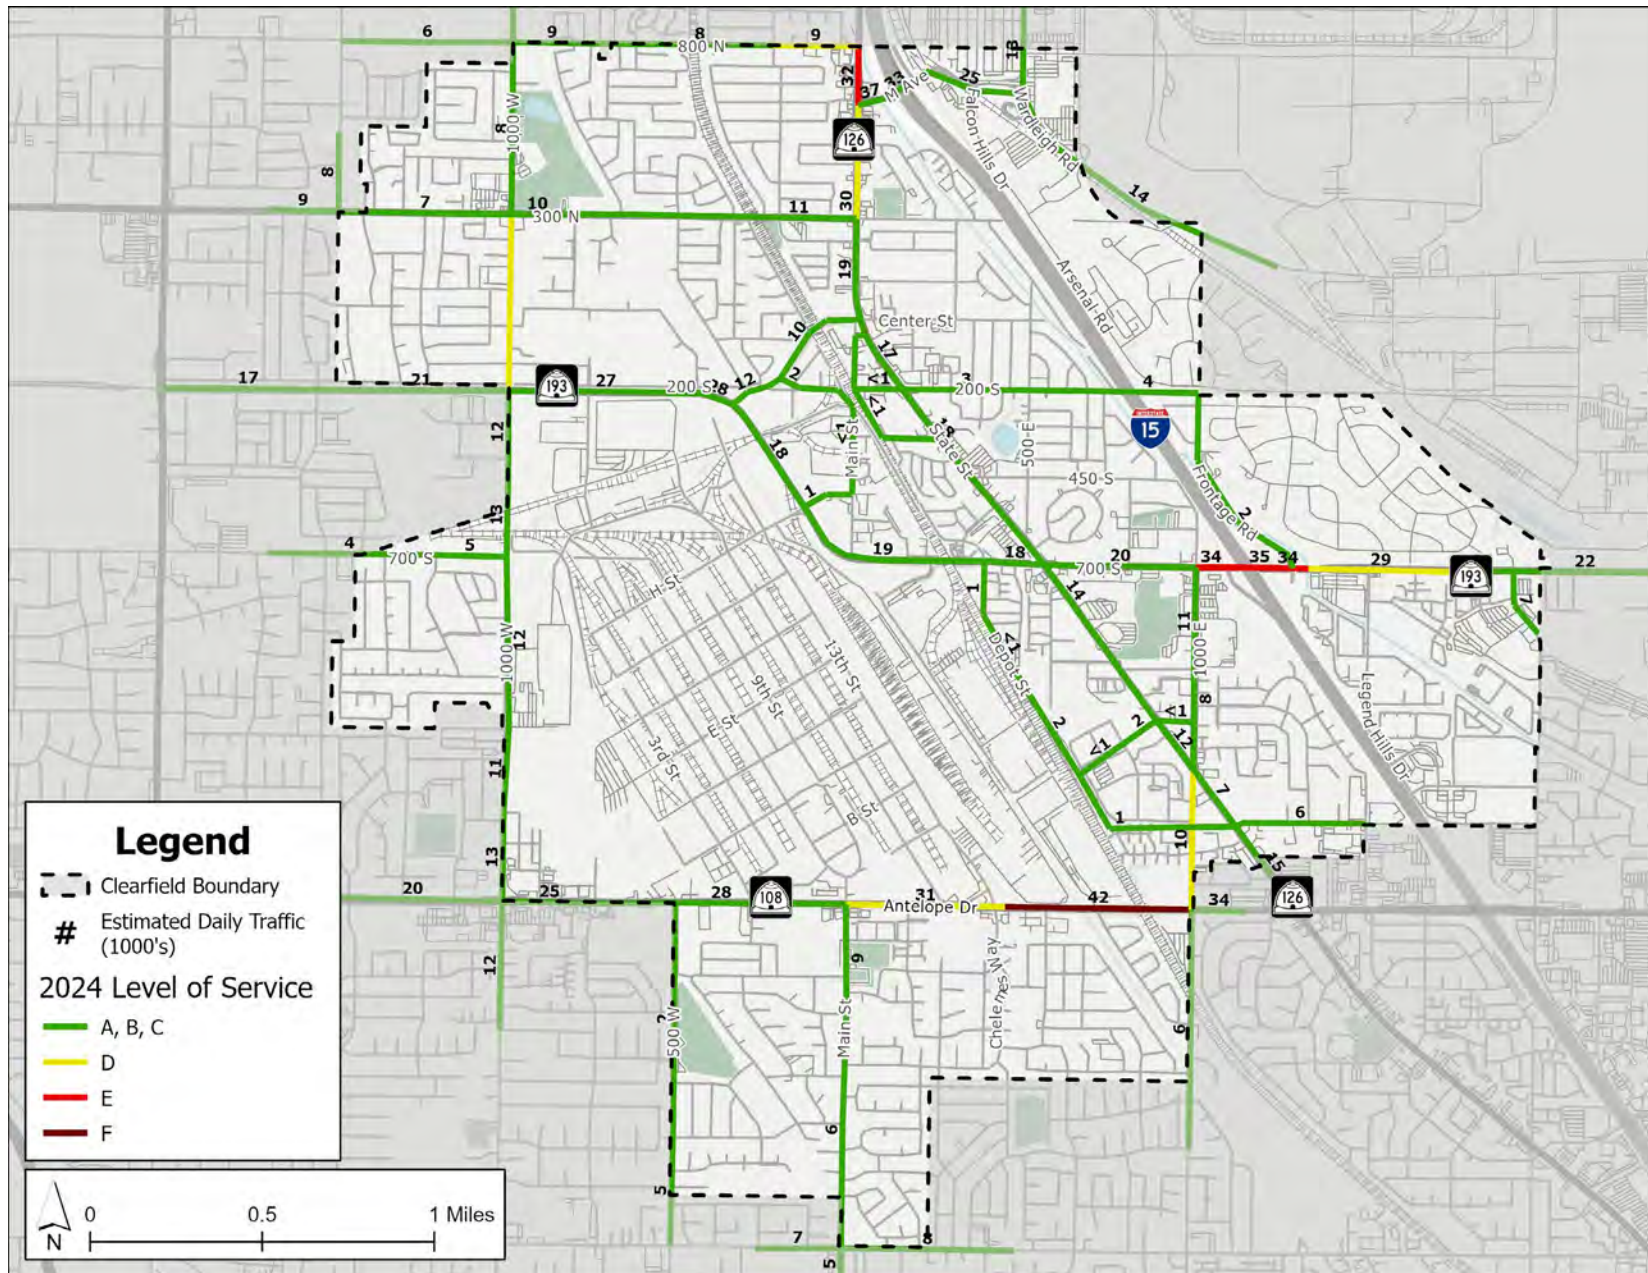 6
9
8
9
800 N
13
32
33
37
M Ave
25
Falcon Hills Dr
Wardleigh Rd
126
8
1000 W
8
14
9
7
10
300 N
11
30
19
Arsenal Rd
Center St
10
17
17
21
193
27
200 S
12
2
<1
200 S
4
12
<1
<1
Main St
State St
500 E
15
450 S
18
1
Frontage Rd
2
13
4
5
700 S
19
18
20
700 S
34
35
34
29
193
22
7
H St
1
14
11
1000 E
12
1000 W
<1
Depot St
13th St
9th St
E St
3rd St
8
<1
2
2
12
<1
Legend Hills Dr
11
7
B St
1
10
6
13
15
1
20
25
28
108
31
Antelope Dr
42
34
126
12
9
Main St
Chelemes Way
500 W
6
6
5
7
8
5
Legend
Clearfield Boundary
# Estimated Daily Traffic
(1000's)
2024 Level of Service
A, B, C
D
E
F
N
0 0.5 1 Miles